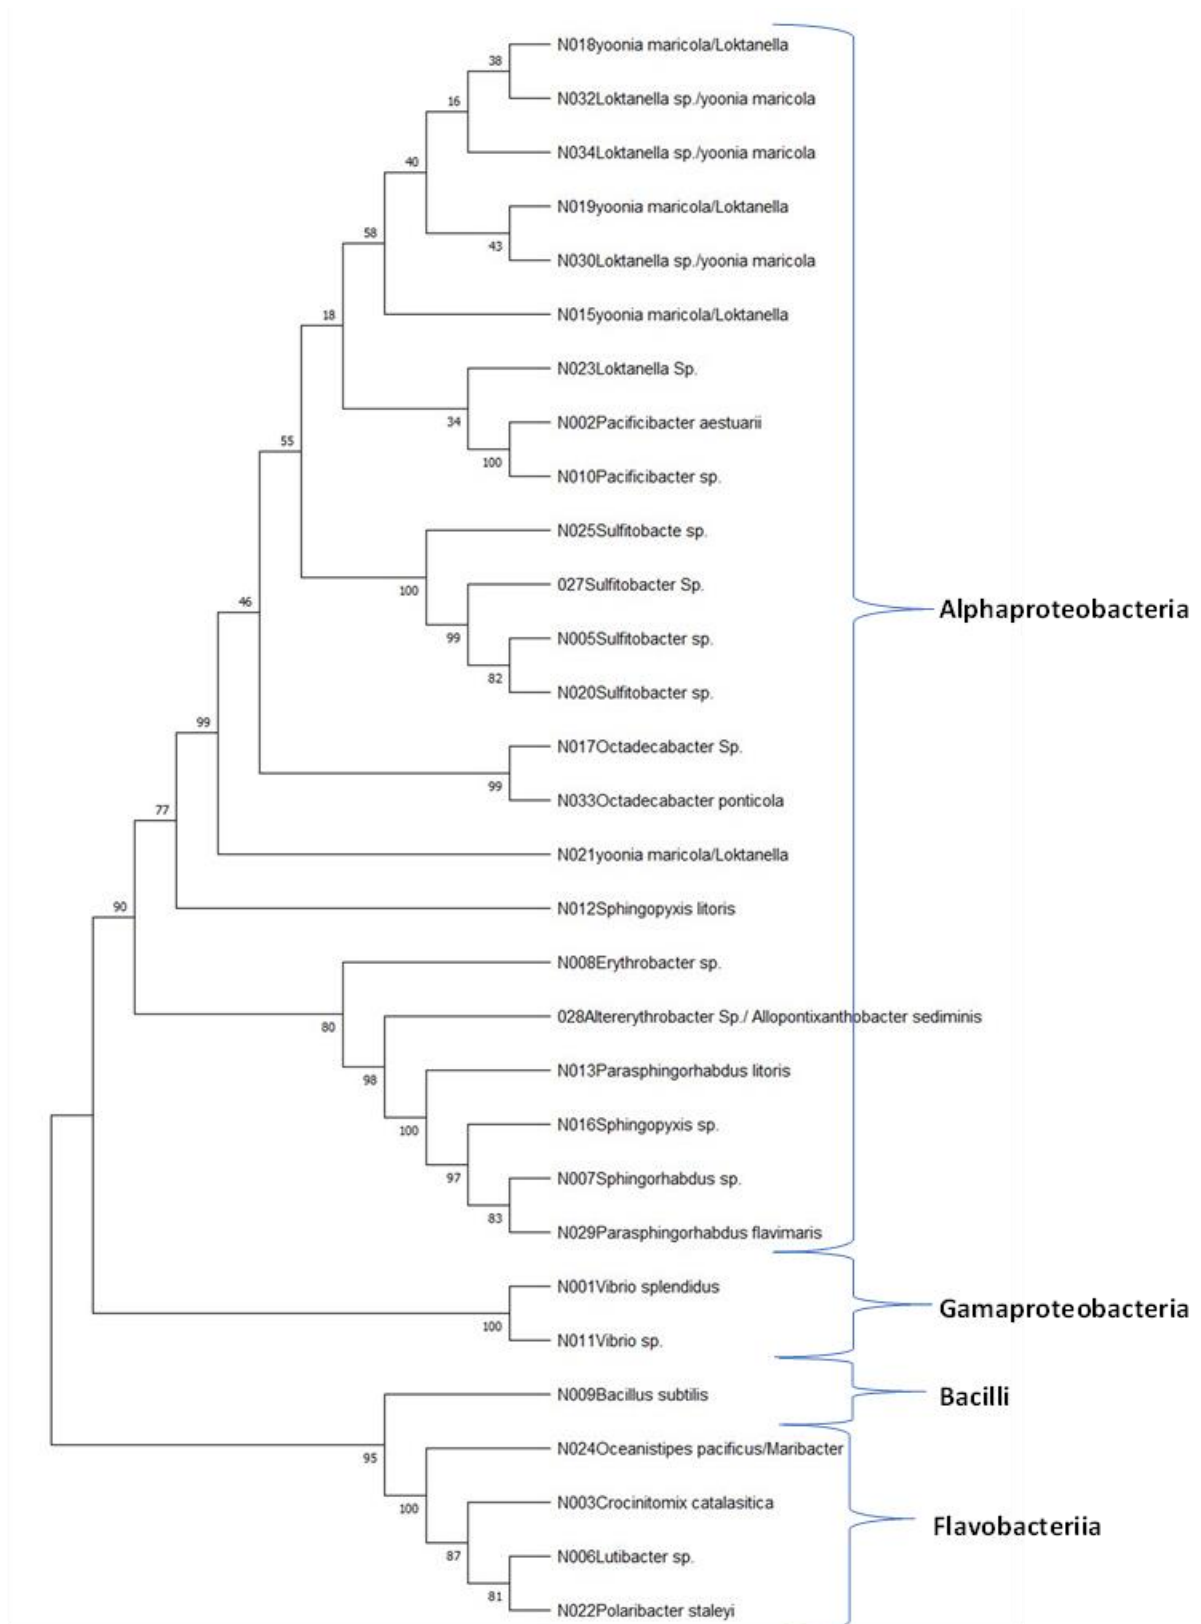 N018yoonia maricola/Loktanella
38
N032Loktanella sp./yoonia maricola
16
N034Loktanella sp./yoonia maricola
40
N019yoonia maricola/Loktanella
58
43
N030Loktanella sp./yoonia maricola
N015yoonia maricola/Loktanella
18
N023Loktanella Sp.
34
N002Pacificibacter aestuarii
55
100
N010Pacificibacter sp.
N025Sulfitobacte sp.
100
027Sulfitobacter Sp.
46
Alphaproteobacteria
99
N005Sulfitobacter sp.
82
N020Sulfitobacter sp.
99
N017Octadecabacter Sp.
99
N033Octadecabacter ponticola
77
N021yoonia maricola/Loktanella
90
N012Sphingopyxis litoris
N008Erythrobacter sp.
80
028Altererythrobacter Sp./ Allopontixanthobacter sediminis
98
N013Parasphingorhabdus litoris
100
N016Sphingopyxis sp.
97
N007Sphingorhabdus sp.
83
N029Parasphingorhabdus flavimaris
N001Vibrio splendidus
Gamaproteobacteria
100
N011Vibrio sp.
N009Bacillus subtilis
Bacilli
95
N024Oceanistipes pacificus/Maribacter
100
N003Crocinitomix catalasitica
Flavobacteriia
87
N006Lutibacter sp.
81
N022Polaribacter staleyi